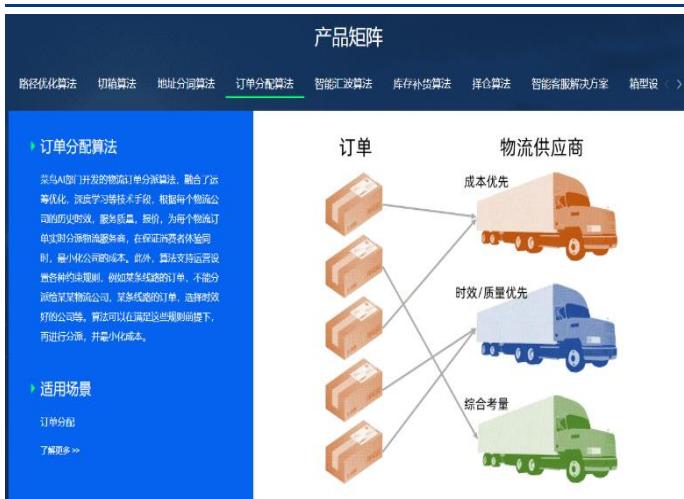 产品矩阵
路径优化算法 切箱算法 地址分词算法 订单分配算法 智能汇波算法 库存补货算法 择仓算法 智能客服解决方案 箱型设
订单分配算法
菜鸟AI部门开发的物流订单分派算法，融合了运
筹优化，深度学习等技术手段，根据每个物流公
司的历史时效，服务质量，报价，为每个物流订
单实时分派物流服务商，在保证消费者体验同
时，最小化公司的成本。此外，算法支持运营设
置各种约束规则，例如某条线路的订单，不能分
派给某某物流公司，某条线路的订单，选择时效
好的公司等。算法可以在满足这些规则前提下，
再进行分派，并最小化成本。
适用场景
订单分配
了解更多 >>
订单
物流供应商
成本优先
时效/质量优先
综合考量